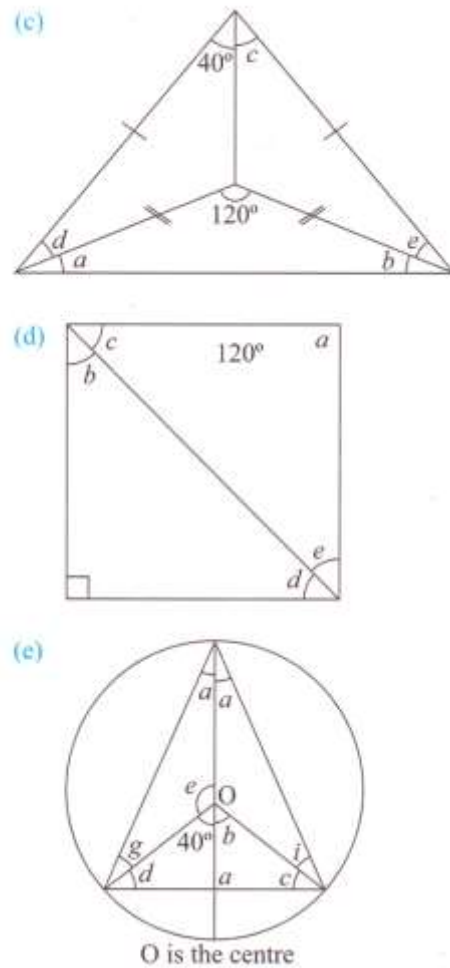 (c)
40° c
120°
d a b e
(d)
c 120° a
b
e
d
(e)
a a
e O
g 40° b i
d a c
O is the centre